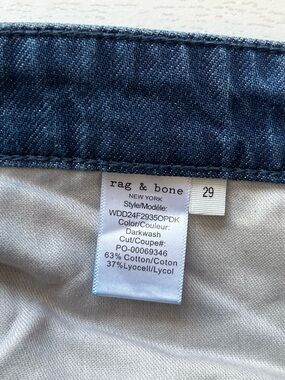 rag & bone
NEW YORK
29
Style/Modéle:
WDD24F2935OPDK
Color/Couleur:
Darkwash
Cut/Coupe#:
PO-00069346
63% Cotton/Coton
37%Lyocell/Lycol